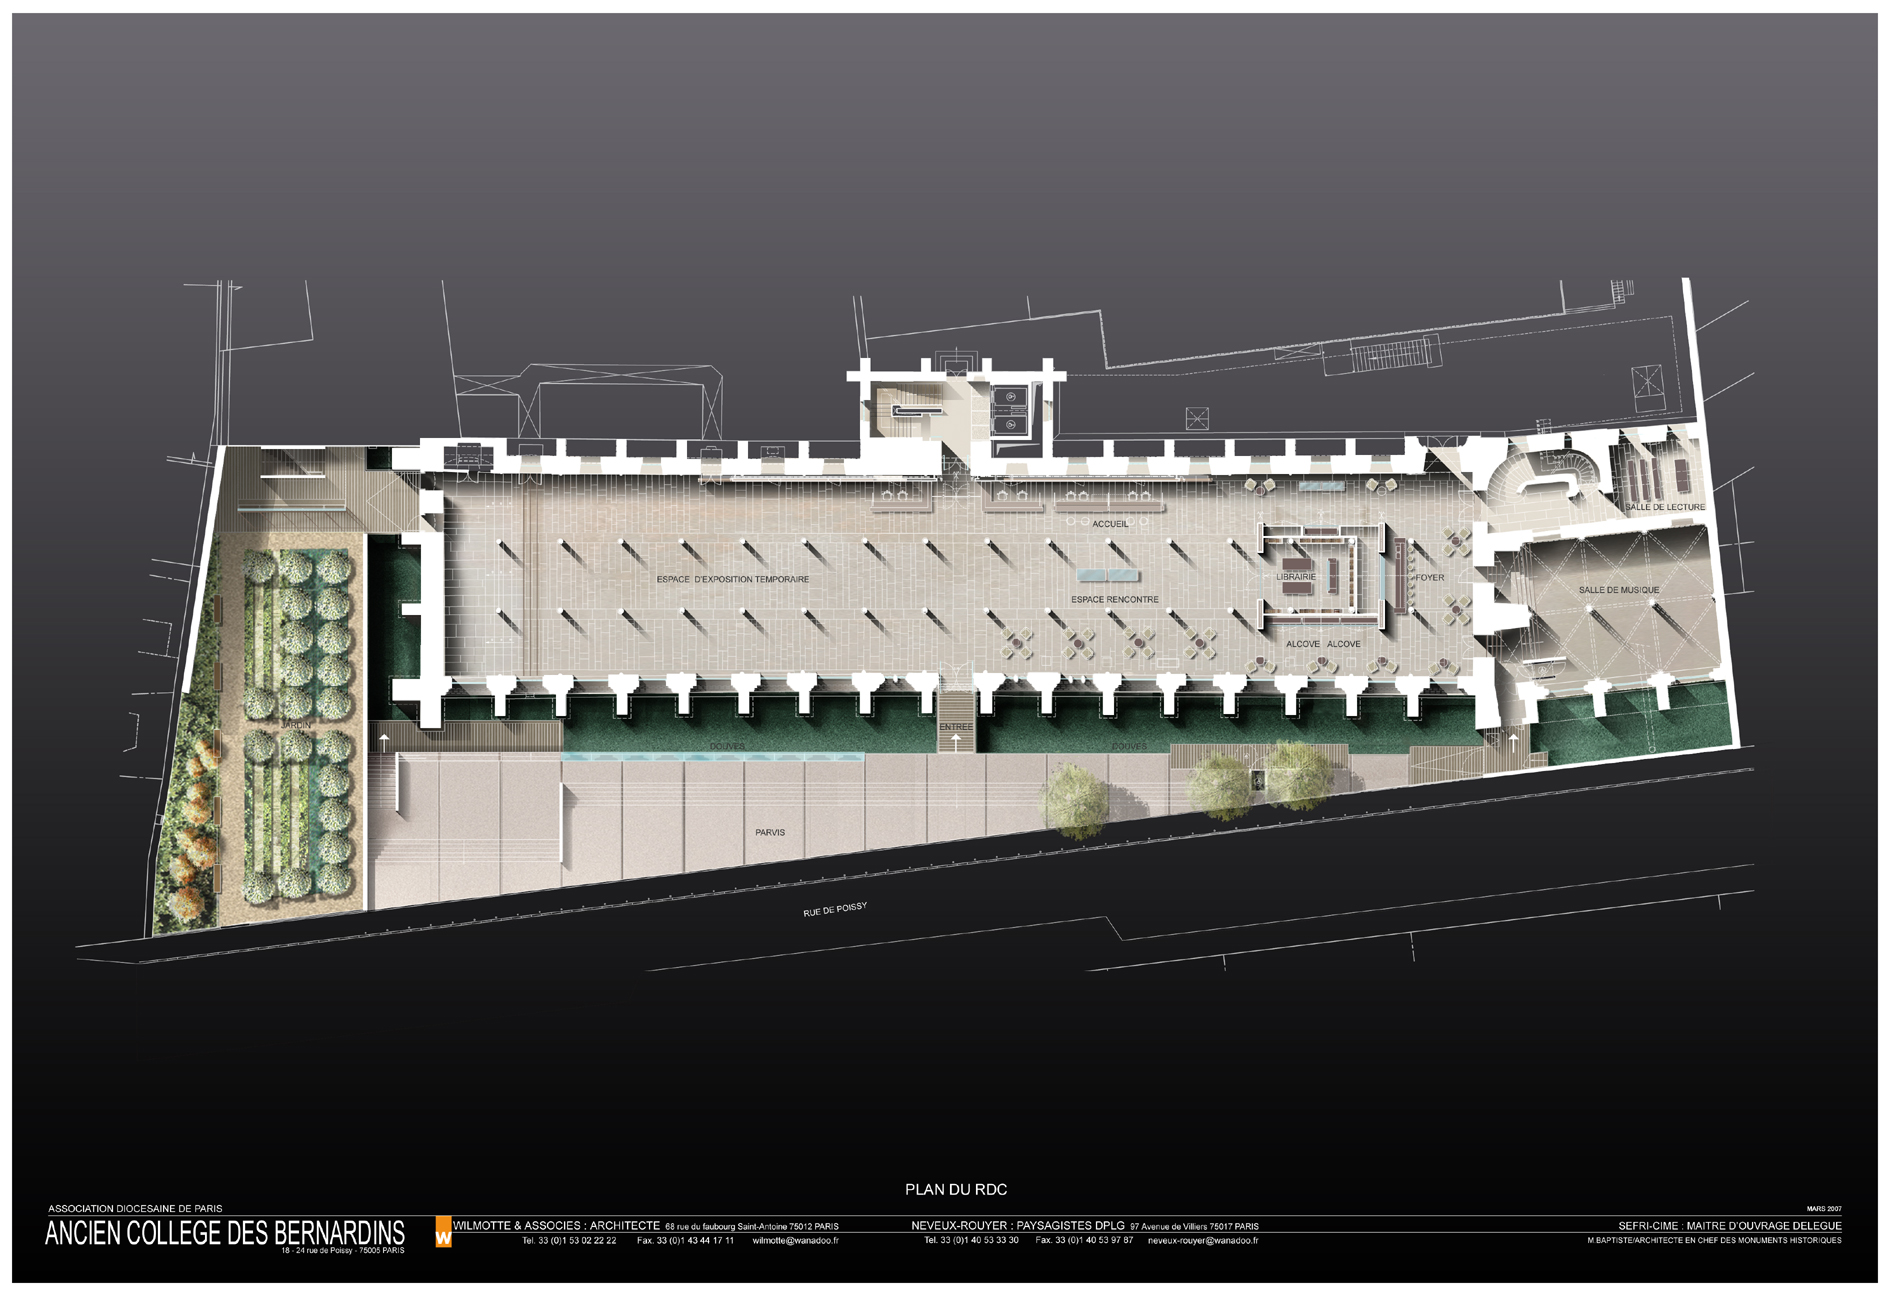 ACCUEIL
SALLE DE LECTURE
ESPACE D'EXPOSITION TEMPORAIRE
LIBRAIRIE
FOYER
SALLE DE MUSIQUE
ESPACE RENCONTRE
ALCOVE ALCOVE
JARDIN
ENTREE
DOUVES
DOUVES
PARVIS
RUE DE POISSY
PLAN DU RDC
ASSOCIATION DIOCESAINE DE PARIS
ANCIEN COLLEGE DES BERNARDINS
18 - 24 rue de Poissy - 75005 PARIS
W
WILMOTTE & ASSOCIES : ARCHITECTE 68 rue du faubourg Saint-Antoine 75012 PARIS
Tel. 33 (0)1 53 02 22 22 Fax. 33 (0)1 43 44 17 11 wilmotte@wanadoo.fr
NEVEUX-ROUYER : PAYSAGISTES DPLG 97 Avenue de Villiers 75017 PARIS
Tel. 33 (0)1 40 53 33 30 Fax. 33 (0)1 40 53 97 87 neveux-rouyer@wanadoo.fr
MARS 2007
SEFRI-CIME : MAITRE D'OUVRAGE DELEGUE
M.BAPTISTE/ARCHITECTE EN CHEF DES MONUMENTS HISTORIQUES